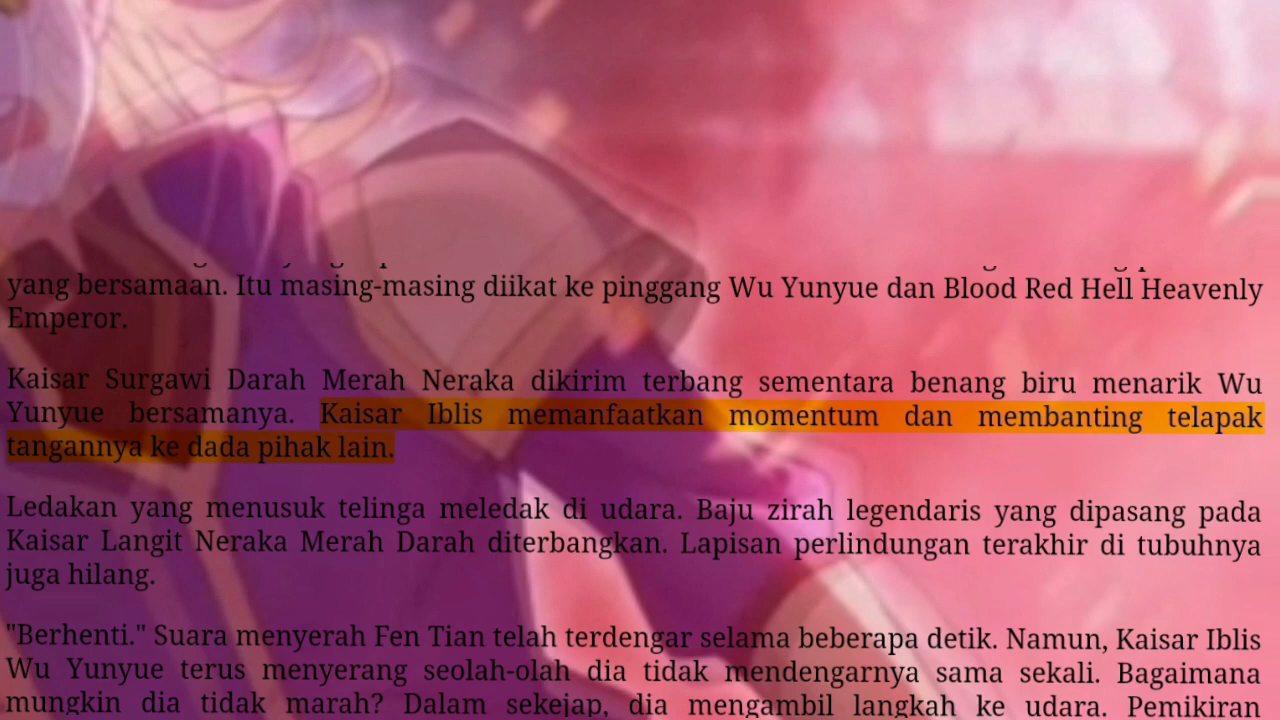 yang bersamaan. Itu masing-masing diikat ke pinggang Wu Yunyue dan Blood Red Hell Heavenly
Emperor.
Kaisar Surgawi Darah Merah Neraka dikirim terbang sementara benang biru menarik Wu
Yunyue bersamanya. Kaisar Iblis memanfaatkan momentum dan membanting telapak
tangannya ke dada pihak lain.
Ledakan yang menusuk telinga meledak di udara. Baju zirah legendaris yang dipasang pada
Kaisar Langit Neraka Merah Darah diterbangkan. Lapisan perlindungan terakhir di tubuhnya
juga hilang.
"Berhenti." Suara menyerah Fen Tian telah terdengar selama beberapa detik. Namun, Kaisar Iblis
Wu Yunyue terus menyerang seolah-olah dia tidak mendengarnya sama sekali. Bagaimana
mungkin dia tidak marah? Dalam sekejap, dia mengambil langkah ke udara. Pemikiran